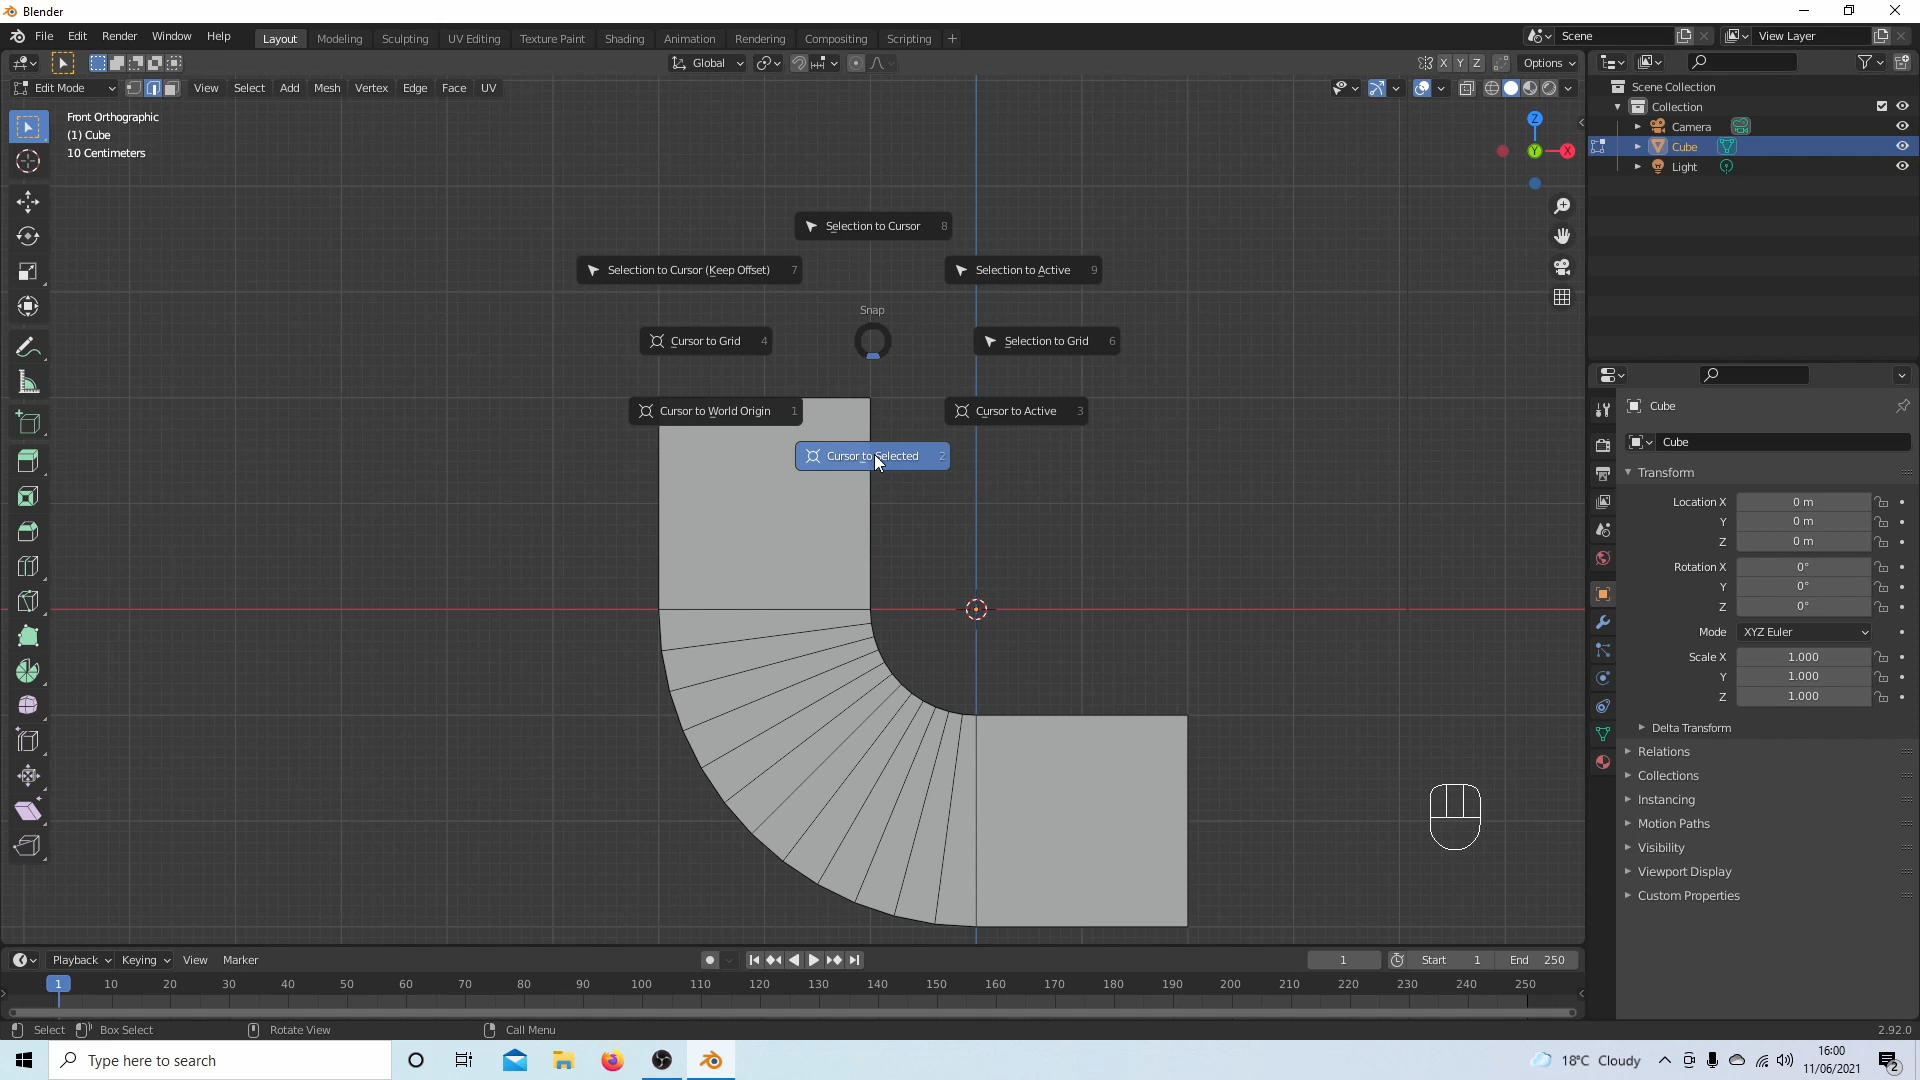 Blender
File Edit Render Window Help
Layout Modeling Sculpting UV Editing Texture Paint Shading Animation Rendering Compositing Scripting +
Scene
View Layer
Global
X Y Z
Options
Edit Mode
View Select Add Mesh Vertex Edge Face UV
Front Orthographic
(1) Cube
10 Centimeters
Z
Y
X
Selection to Cursor 8
Selection to Cursor (Keep Offset) 7
Selection to Active 9
Snap
Cursor to Grid 4
Selection to Grid 6
Cursor to World Origin 1
Cursor to Active 3
Cursor to Selected 2
Scene Collection
Collection
Camera
Cube
Light
Cube
Cube
Transform
Location X 0 m
Y 0 m
Z 0 m
Rotation X 0°
Y 0°
Z 0°
Mode XYZ Euler
Scale X 1.000
Y 1.000
Z 1.000
Delta Transform
Relations
Collections
Instancing
Motion Paths
Visibility
Viewport Display
Custom Properties
Playback Keying View Marker
1
Start 1
End 250
1 10 20 30 40 50 60 70 80 90 100 110 120 130 140 150 160 170 180 190 200 210 220 230 240 250
Select Box Select Rotate View Call Menu
2.92.0
Type here to search
18°C Cloudy
16:00
11/06/2021
2